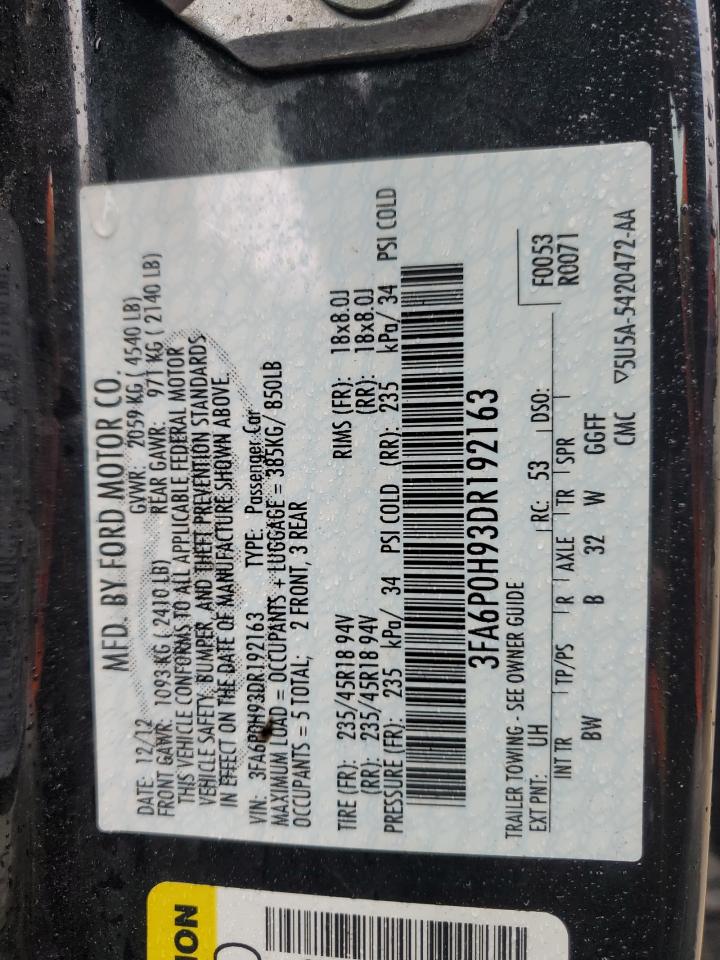 MFD. BY FORD MOTOR CO.
DATE: 12/12 GVWR: 2059 KG ( 4540 LB)
FRONT GAWR: 1093 KG ( 2410 LB) REAR GAWR: 971 KG ( 2140 LB)
THIS VEHICLE CONFORMS TO ALL APPLICABLE FEDERAL MOTOR
VEHICLE SAFETY, BUMPER, AND THEFT PREVENTION STANDARDS
IN EFFECT ON THE DATE OF MANUFACTURE SHOWN ABOVE.
VIN: 3FA6P0H93DR192163 TYPE: Passenger Car
MAXIMUM LOAD = OCCUPANTS + LUGGAGE = 385KG/ 850LB
OCCUPANTS = 5 TOTAL; 2 FRONT, 3 REAR
TIRE (FR): 235/45R18 94V RIMS (FR): 18x8.0J
(RR): 235/45R18 94V (RR): 18x8.0J
PRESSURE (FR): 235 kPa/ 34 PSI COLD (RR): 235 kPa/ 34 PSI COLD
3FA6P0H93DR192163
TRAILER TOWING - SEE OWNER GUIDE F0053
EXT PNT: UH RC: 53 DSO: R0071
INT TR TP/PS R AXLE TR SPR
BW B 32 W GGFF
CMC ▽5U5A-5420472-AA